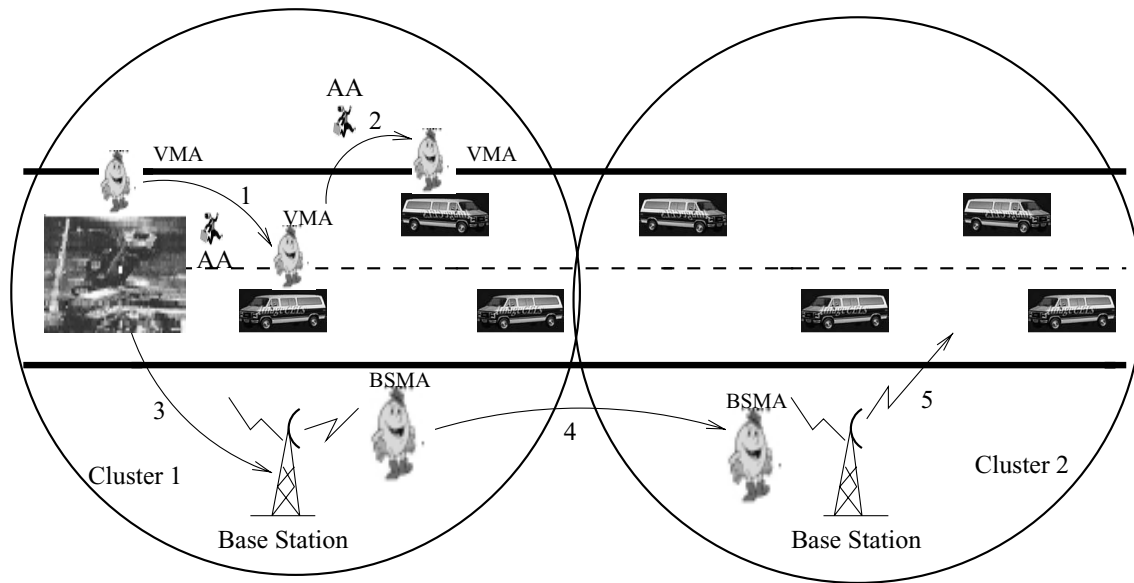 AA
2
VMA
VMA
1
VMA
AA
BSMA
3
BSMA
5
4
Cluster 1
Cluster 2
Base Station
Base Station